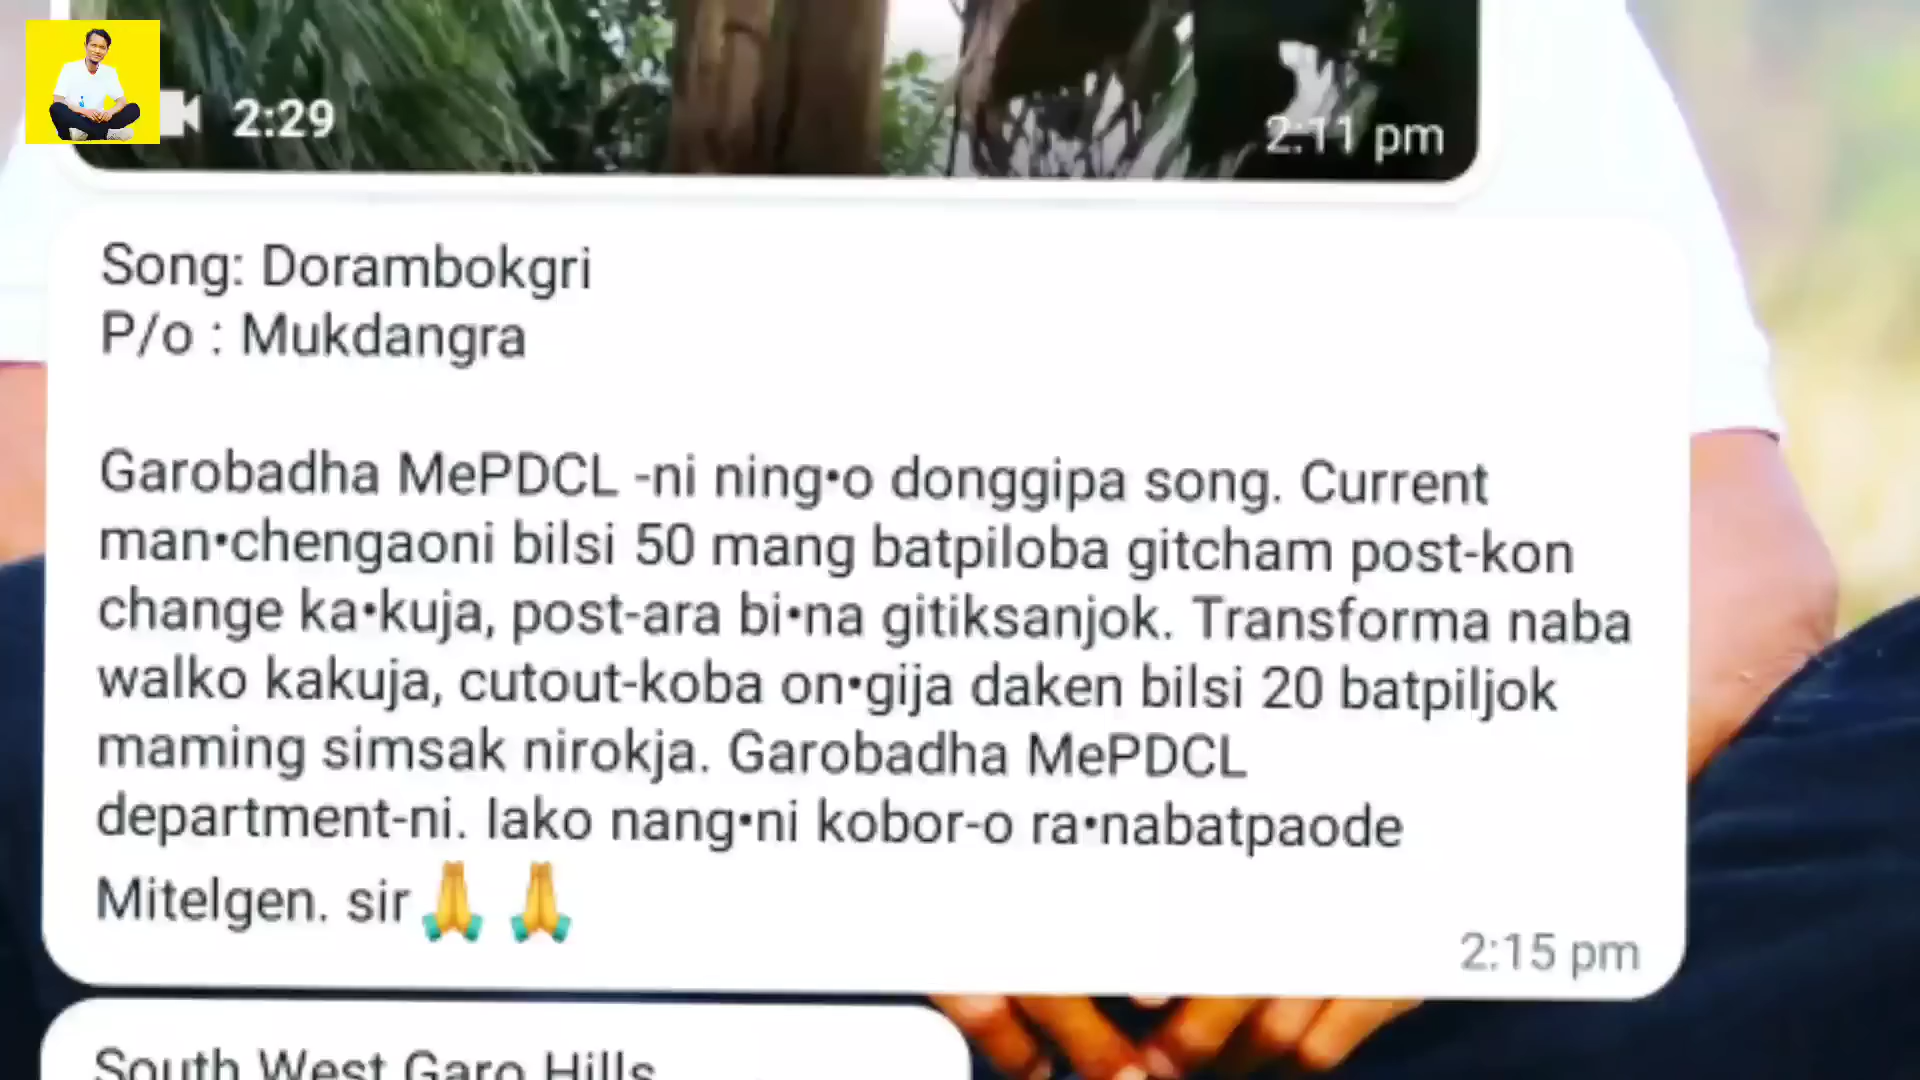 2:29
2:11 pm
Song: Dorambokgri
P/o : Mukdangra
Garobadha MePDCL -ni ning•o donggipa song. Current
man•chengaoni bilsi 50 mang batpiloba gitcham post-kon
change ka•kuja, post-ara bi•na gitiksanjok. Transforma naba
walko kakuja, cutout-koba on•gija daken bilsi 20 batpiljok
maming simsak nirokja. Garobadha MePDCL
department-ni. Iako nang•ni kobor-o ra•nabatpaode
Mitelgen. sir🙏 🙏
2:15 pm
South West Garo Hills